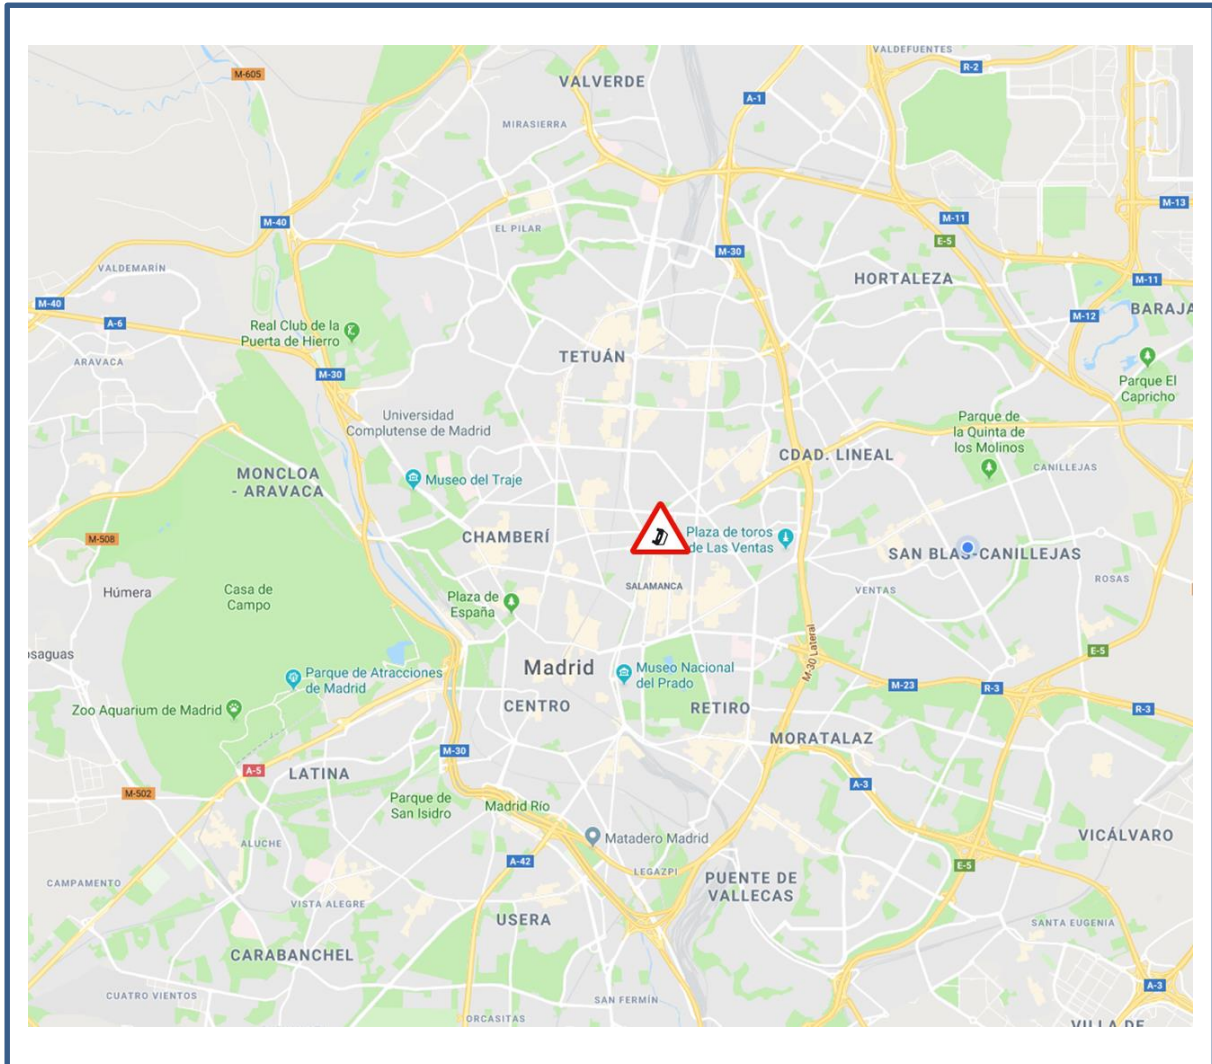 VALDEFUENTES
R-2
M-605
VALVERDE
A-1
MIRASIERRA
M-13
M-40
M-11
EL PILAR
E-5
M-30
VALDEMARÍN
HORTALEZA
M-11
M-40
BARAJA
A-6
M-12
Real Club de la
Puerta de Hierro
TETUÁN
ARAVACA
M-30
Parque El
Capricho
Universidad
Complutense de Madrid
Parque de
la Quinta de
los Molinos
CDAD. LINEAL
CANILLEJAS
MONCLOA
- ARAVACA
Museo del Traje
M-508
CHAMBERÍ
Plaza de toros
de Las Ventas
SAN BLAS-CANILLEJAS
ROSAS
Húmera
Casa de
Campo
SALAMANCA
VENTAS
Plaza de
España
M-30 Lateral
osaguas
E-5
Madrid
Museo Nacional
del Prado
Parque de Atracciones
de Madrid
M-23
R-3
Zoo Aquarium de Madrid
CENTRO
RETIRO
R-3
MORATALAZ
M-30
A-5
LATINA
A-3
M-502
Parque de
San Isidro
Madrid Río
Matadero Madrid
VICÁLVARO
ALUCHE
A-42
E-5
LEGAZPI
CAMPAMENTO
PUENTE DE
VALLECAS
VISTA ALEGRE
USERA
SANTA EUGENIA
CARABANCHEL
A-3
CUATRO VIENTOS
SAN FERMÍN
ORCASITAS
VILLA DE